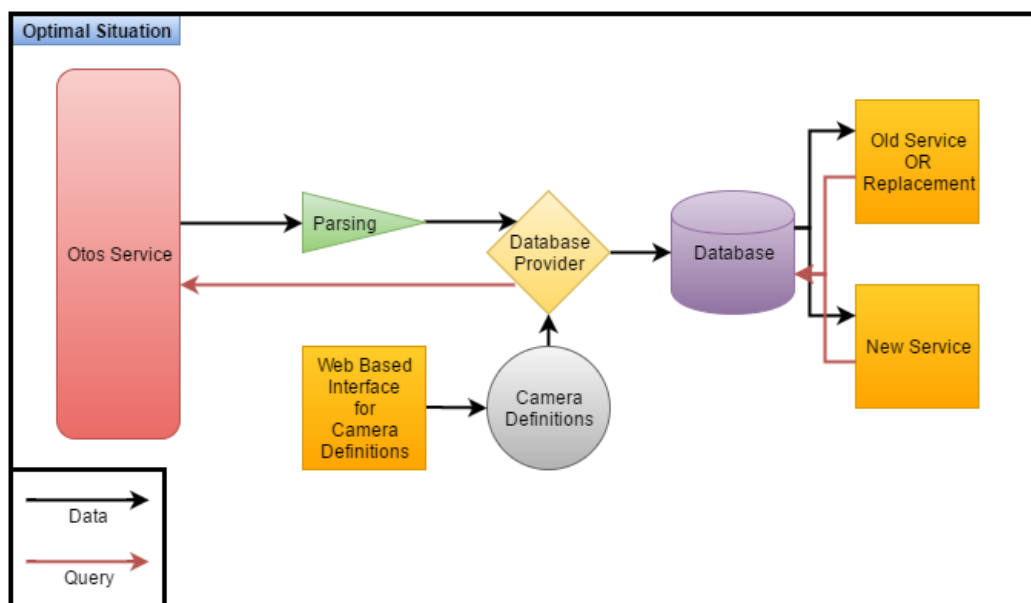 Optimal Situation
Otos Service
Parsing
Database
Provider
Database
Old Service
OR
Replacement
New Service
Web Based
Interface
for
Camera
Definitions
Camera
Definitions
Data
Query